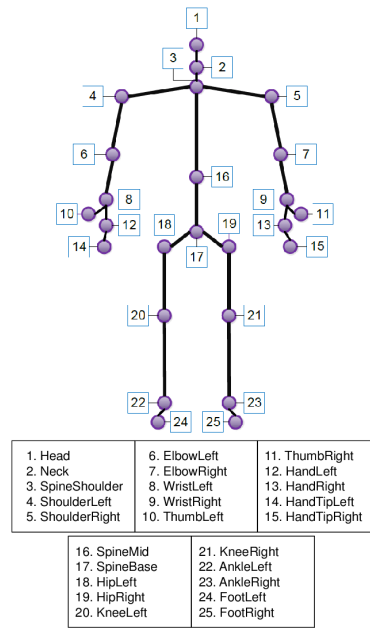 1
3
2
4
5
6
7
16
8
9
10
11
12
13
14
15
18
19
17
20
21
22
23
24
25
1. Head
2. Neck
3. SpineShoulder
4. ShoulderLeft
5. ShoulderRight
6. ElbowLeft
7. ElbowRight
8. WristLeft
9. WristRight
10. ThumbLeft
11. ThumbRight
12. HandLeft
13. HandRight
14. HandTipLeft
15. HandTipRight
16. SpineMid
17. SpineBase
18. HipLeft
19. HipRight
20. KneeLeft
21. KneeRight
22. AnkleLeft
23. AnkleRight
24. FootLeft
25. FootRight